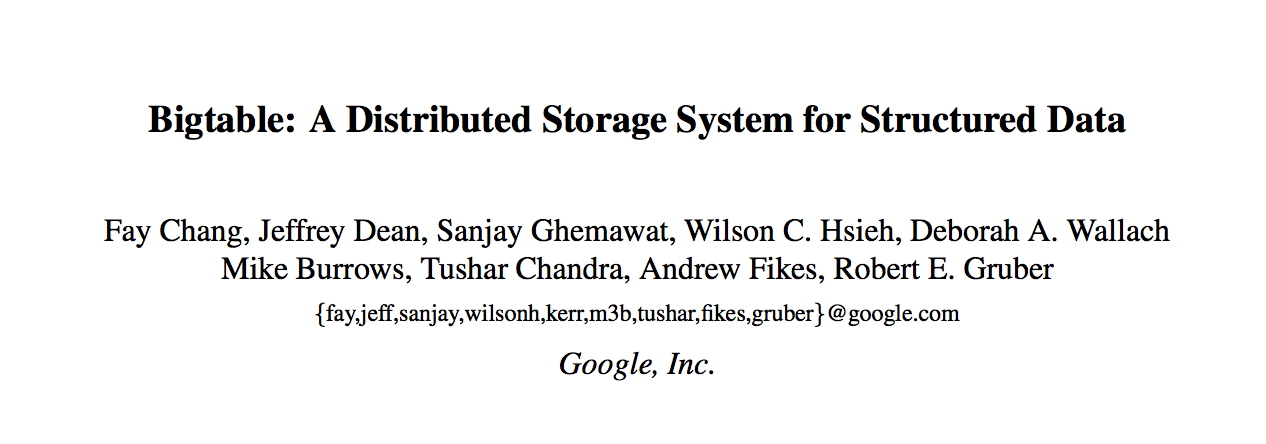 Bigtable: A Distributed Storage System for Structured Data
Fay Chang, Jeffrey Dean, Sanjay Ghemawat, Wilson C. Hsieh, Deborah A. Wallach
Mike Burrows, Tushar Chandra, Andrew Fikes, Robert E. Gruber
{fay,jeff,sanjay,wilsonh,kerr,m3b,tushar,fikes,gruber}@google.com
Google, Inc.